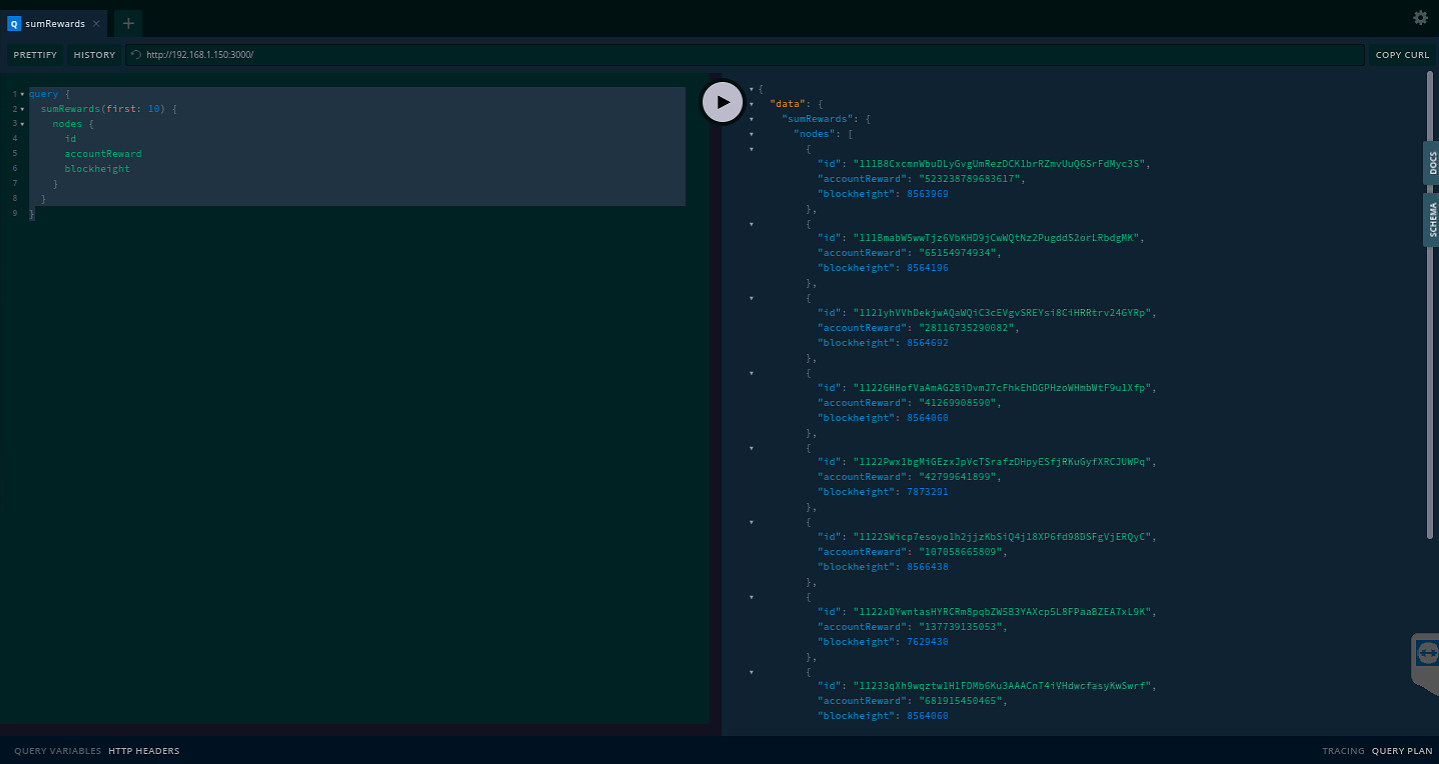 Q sumRewards × +
PRETTIFY HISTORY http://192.168.1.150:3000/ COPY CURL
1 query {
2 sumRewards(first: 10) {
3 nodes {
4 id
5 accountReward
6 blockheight
7 }
8 }
9 }
{
"data": {
"sumRewards": {
"nodes": [
{
"id": "111B8CxcmnWbuDLyGvgUmRezDCK1brRZmvUuQ6SrFdMyc3S",
"accountReward": "523238789683617",
"blockheight": 8563969
},
{
"id": "111BmabW5wwTjz6VbKHD9jCwWQtNz2PugddS2orLRbdgMK",
"accountReward": "65154974934",
"blockheight": 8564196
},
{
"id": "1121yhVVhDekjwAQaWQiC3cEVgvSREYsi8CiHRRtrv24GYRp",
"accountReward": "28116735290082",
"blockheight": 8564692
},
{
"id": "1122GHHofVaAmAG2BiDvmJ7cFhkEhDGPHzoWHmbWtF9u1Xfp",
"accountReward": "41269908590",
"blockheight": 8564060
},
{
"id": "1122Pwx1bgMiGEzxJpVcTSrafzDHpyESfjRKuGyfXRCJUWPq",
"accountReward": "42799641899",
"blockheight": 7873291
},
{
"id": "1122SWicp7esoyo1h2jjzKbSiQ4j18XP6fd98DSFgVjERQyC",
"accountReward": "107058665809",
"blockheight": 8566438
},
{
"id": "1122xDYwntasHYRCRm8pqbZW5B3YAXcp5L8FPaaBZEA7xL9K",
"accountReward": "137739135053",
"blockheight": 7629430
},
{
"id": "11233qXh9wqztw1H1FDMb6Ku3AAACnT4iVHdwcfasyKwSwrf",
"accountReward": "681915450465",
"blockheight": 8564060
DOCS
SCHEMA
QUERY VARIABLES HTTP HEADERS TRACING QUERY PLAN